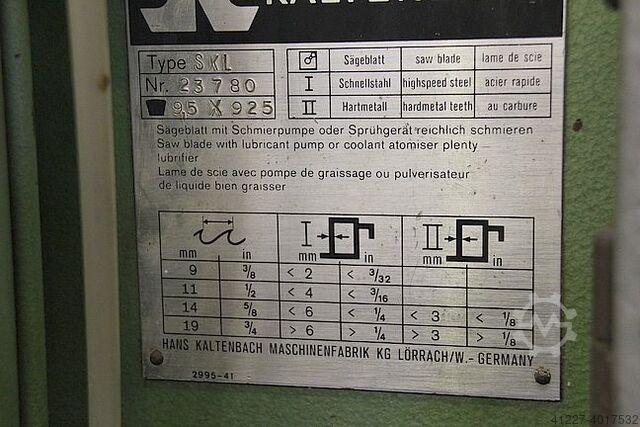 KALTENBACH
Type SKL
Nr. 23780
9,5 X 925
Sägeblatt saw blade lame de scie
I Schnellstahl highspeed steel acier rapide
II Hartmetall hardmetal teeth au carbure
Sägeblatt mit Schmierpumpe oder Sprühgerät reichlich schmieren
Saw blade with lubricant pump or coolant atomiser plenty
lubrifier
Lame de scie avec pompe de graissage ou pulverisateur
de liquide bien graisser
I II
mm in mm in mm in
9 3/8 < 2 < 3/32
11 1/2 < 4 < 3/16
14 5/8 < 6 < 1/4 < 3 < 1/8
19 3/4 > 6 > 1/4 > 3 > 1/8
HANS KALTENBACH MASCHINENFABRIK KG LÖRRACH/W.- GERMANY
2995-41
41227-4017532